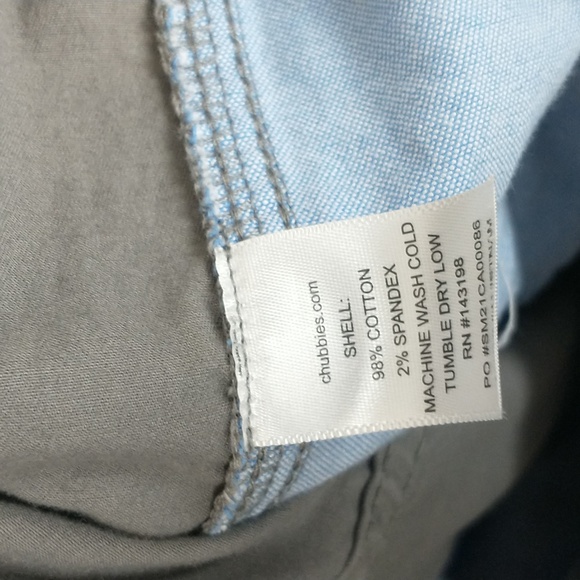 chubbies.com
SHELL:
98% COTTON
2% SPANDEX
MACHINE WASH COLD
TUMBLE DRY LOW
RN #143198
PO #SM21CA00086